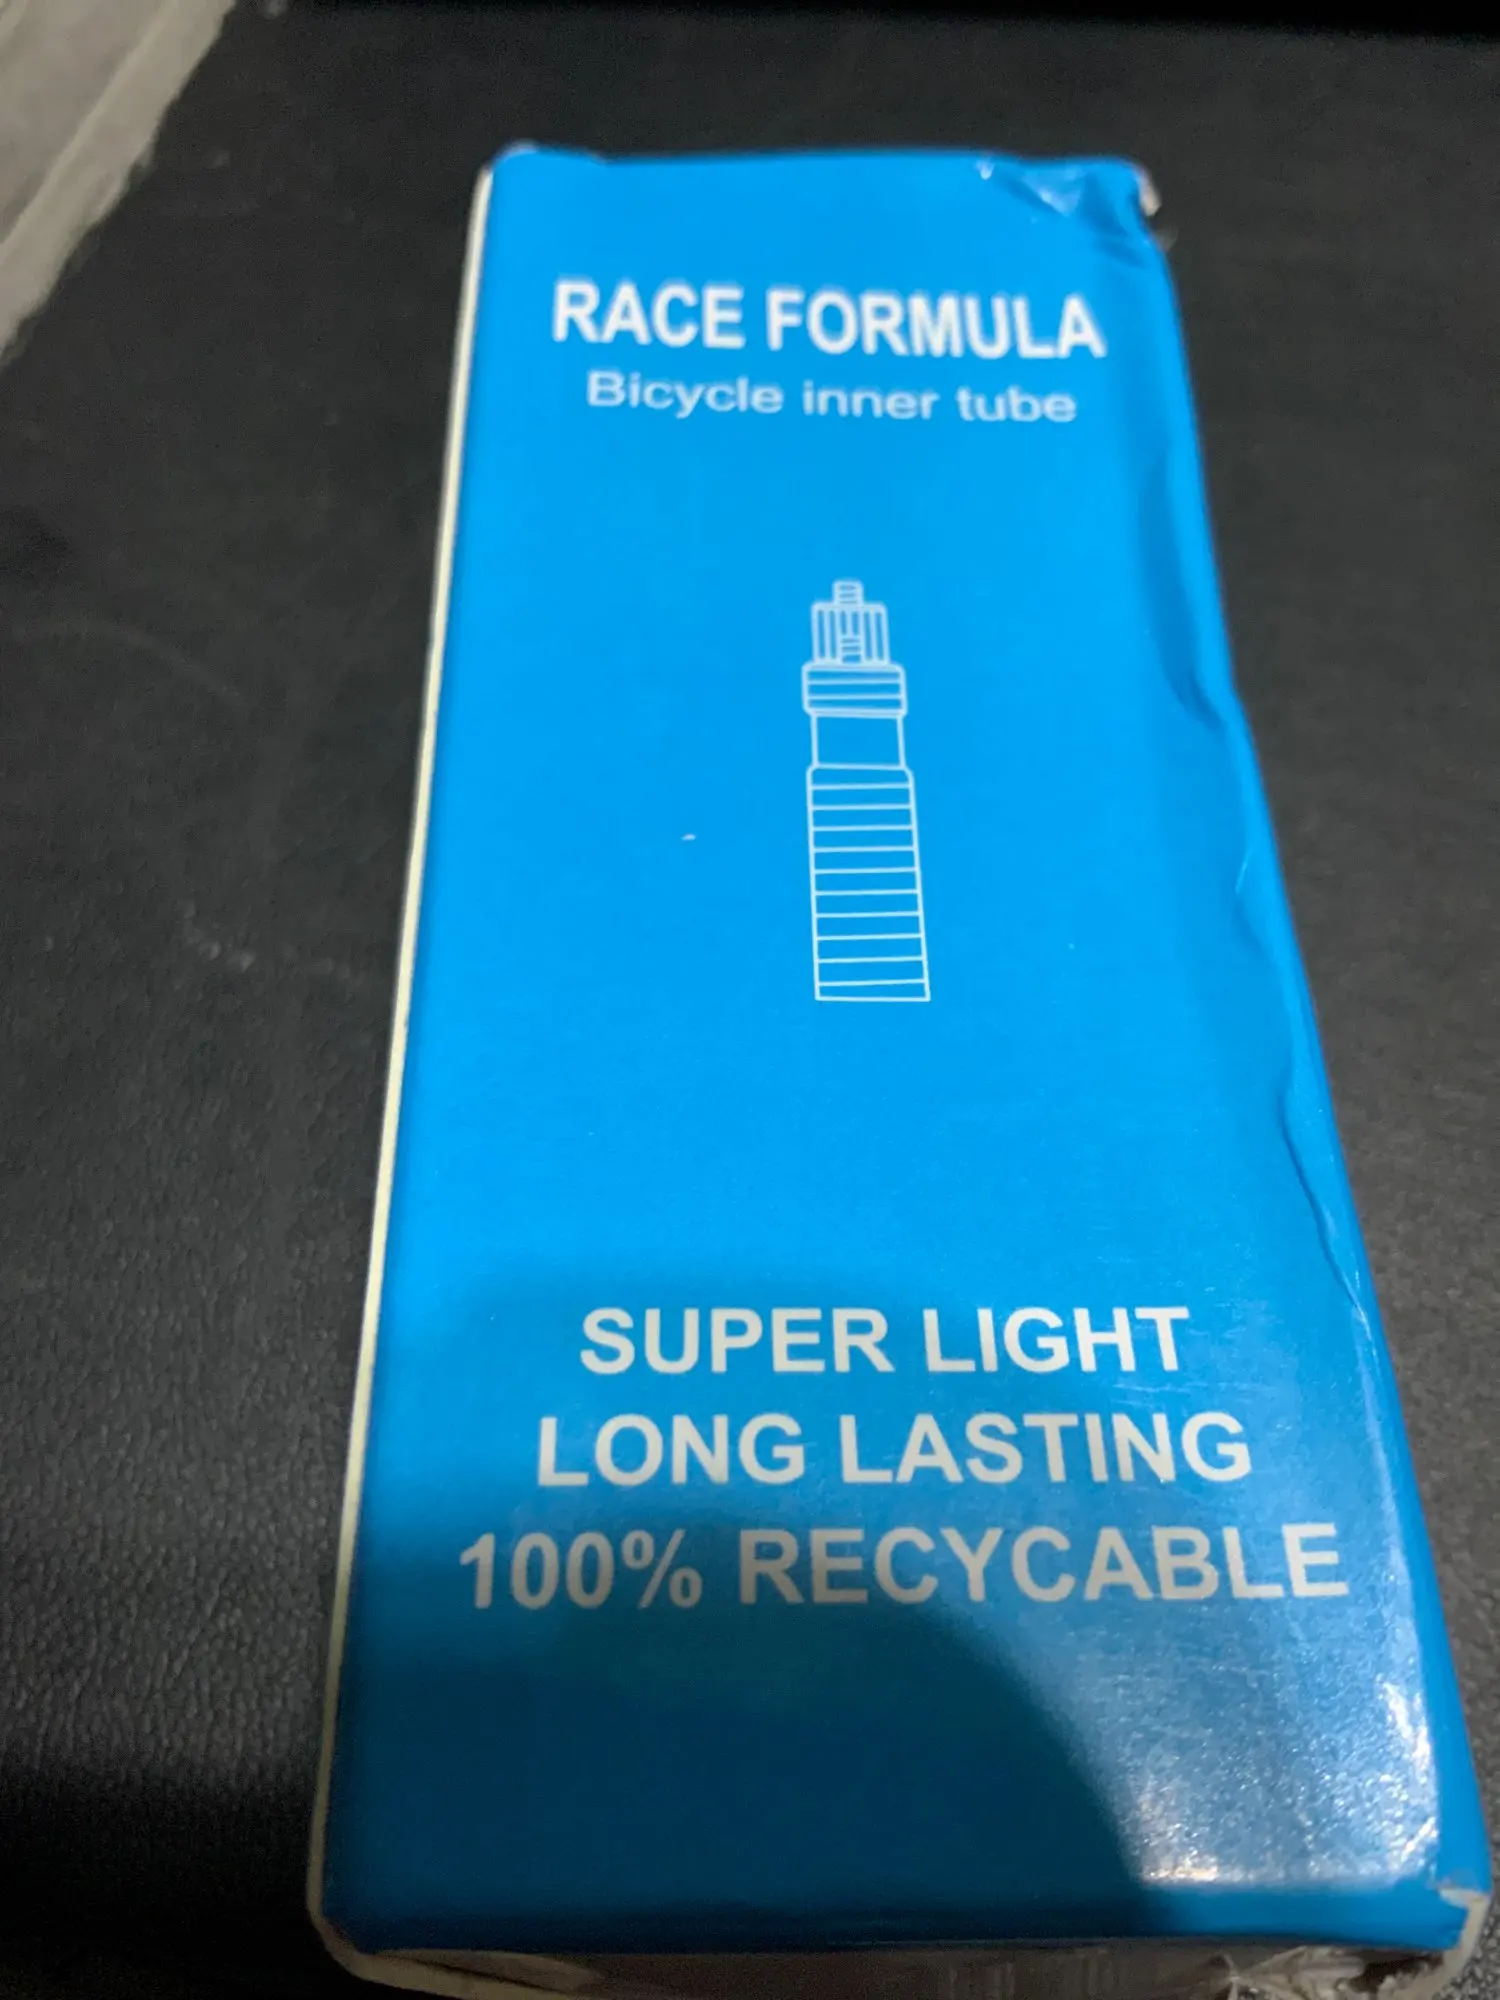 RACE FORMULA
Bicycle inner tube
SUPER LIGHT
LONG LASTING
100% RECYCABLE